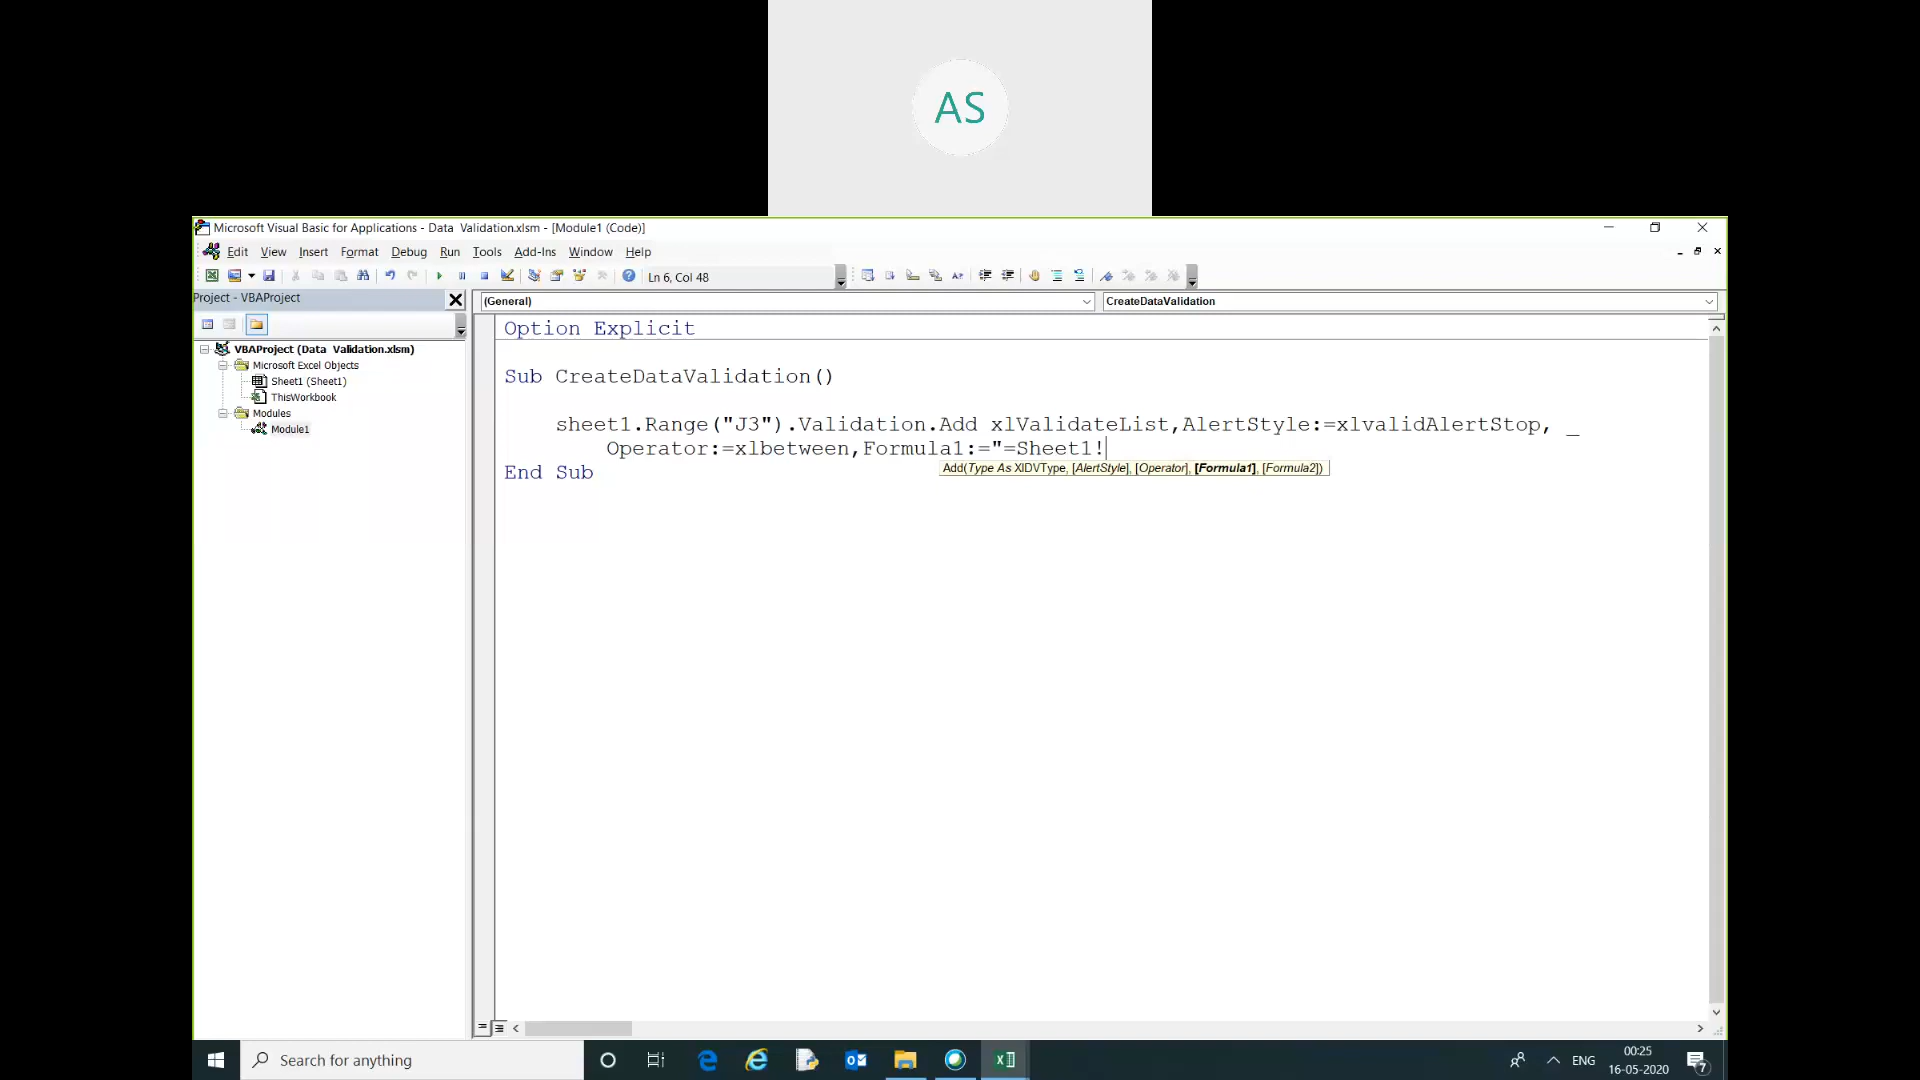 AS
Microsoft Visual Basic for Applications - Data  Validation.xlsm - [Module1 (Code)]
Edit View Insert Format Debug Run Tools Add-Ins Window Help
Ln 6, Col 48
Project - VBAProject
(General) CreateDataValidation
VBAProject (Data  Validation.xlsm)
Microsoft Excel Objects
Sheet1 (Sheet1)
ThisWorkbook
Modules
Module1
Option Explicit
Sub CreateDataValidation()
sheet1.Range("J3").Validation.Add xlValidateList,AlertStyle:=xlvalidAlertStop, _
Operator:=xlbetween,Formula1:="=Sheet1!
Add(Type As XlDVType, [AlertStyle], [Operator], [Formula1], [Formula2])
End Sub
Search for anything
ENG
00:25
16-05-2020
7